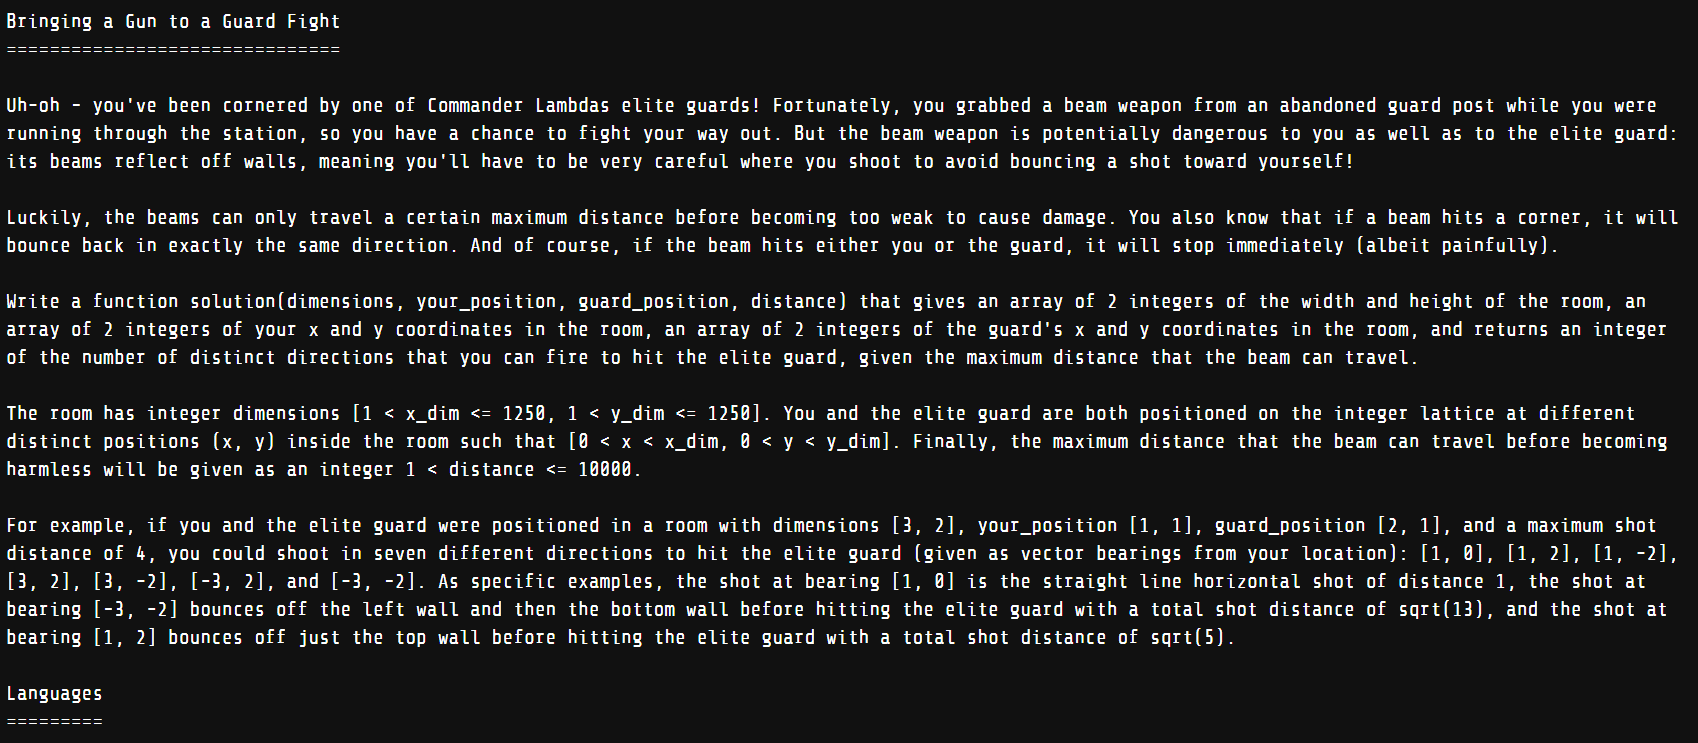 Bringing a Gun to a Guard Fight
===============================
Uh-oh - you've been cornered by one of Commander Lambdas elite guards! Fortunately, you grabbed a beam weapon from an abandoned guard post while you were
running through the station, so you have a chance to fight your way out. But the beam weapon is potentially dangerous to you as well as to the elite guard:
its beams reflect off walls, meaning you'll have to be very careful where you shoot to avoid bouncing a shot toward yourself!
Luckily, the beams can only travel a certain maximum distance before becoming too weak to cause damage. You also know that if a beam hits a corner, it will
bounce back in exactly the same direction. And of course, if the beam hits either you or the guard, it will stop immediately (albeit painfully).
Write a function solution(dimensions, your_position, guard_position, distance) that gives an array of 2 integers of the width and height of the room, an
array of 2 integers of your x and y coordinates in the room, an array of 2 integers of the guard's x and y coordinates in the room, and returns an integer
of the number of distinct directions that you can fire to hit the elite guard, given the maximum distance that the beam can travel.
The room has integer dimensions [1 < x_dim <= 1250, 1 < y_dim <= 1250]. You and the elite guard are both positioned on the integer lattice at different
distinct positions (x, y) inside the room such that [0 < x < x_dim, 0 < y < y_dim]. Finally, the maximum distance that the beam can travel before becoming
harmless will be given as an integer 1 < distance <= 10000.
For example, if you and the elite guard were positioned in a room with dimensions [3, 2], your_position [1, 1], guard_position [2, 1], and a maximum shot
distance of 4, you could shoot in seven different directions to hit the elite guard (given as vector bearings from your location): [1, 0], [1, 2], [1, -2],
[3, 2], [3, -2], [-3, 2], and [-3, -2]. As specific examples, the shot at bearing [1, 0] is the straight line horizontal shot of distance 1, the shot at
bearing [-3, -2] bounces off the left wall and then the bottom wall before hitting the elite guard with a total shot distance of sqrt(13), and the shot at
bearing [1, 2] bounces off just the top wall before hitting the elite guard with a total shot distance of sqrt(5).
Languages
=========